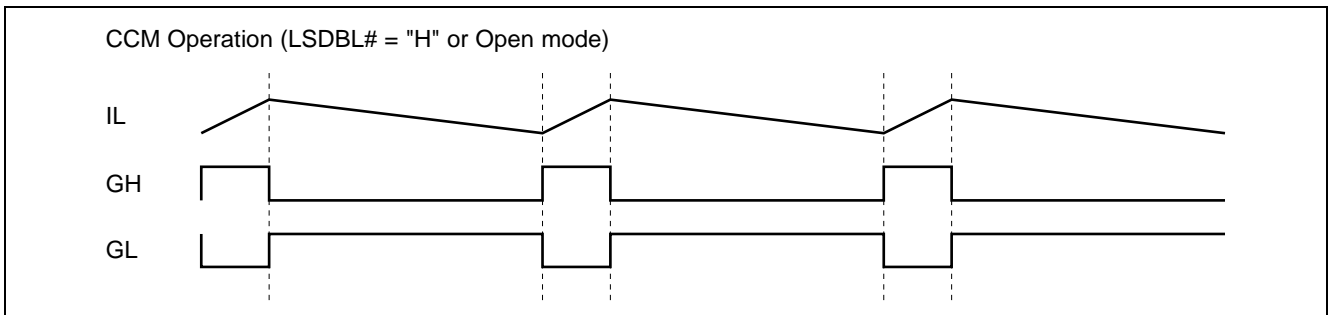 CCM Operation (LSDBL# = "H" or Open mode)
IL
GH
GL